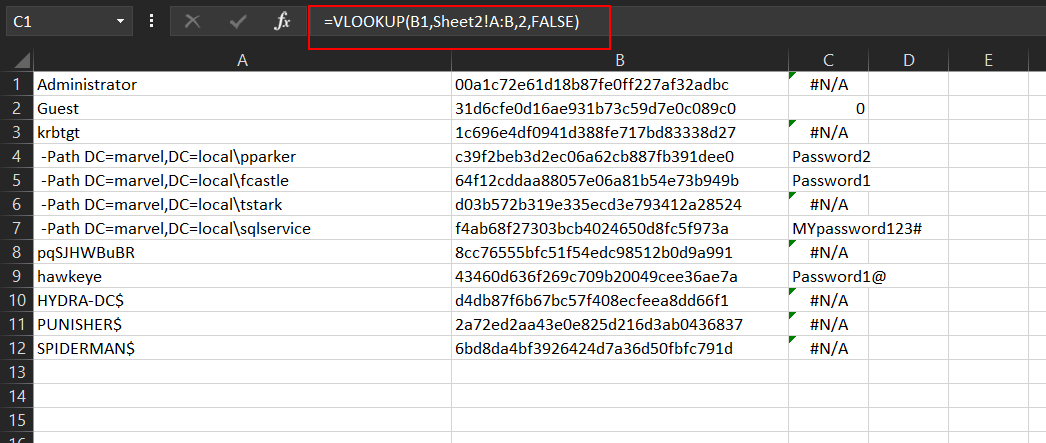 C1 fx =VLOOKUP(B1,Sheet2!A:B,2,FALSE)
A B C D E
1 Administrator 00a1c72e61d18b87fe0ff227af32adbc #N/A
2 Guest 31d6cfe0d16ae931b73c59d7e0c089c0 0
3 krbtgt 1c696e4df0941d388fe717bd83338d27 #N/A
4 -Path DC=marvel,DC=local\pparker c39f2beb3d2ec06a62cb887fb391dee0 Password2
5 -Path DC=marvel,DC=local\fcastle 64f12cddaa88057e06a81b54e73b949b Password1
6 -Path DC=marvel,DC=local\tstark d03b572b319e335ecd3e793412a28524 #N/A
7 -Path DC=marvel,DC=local\sqlservice f4ab68f27303bcb4024650d8fc5f973a MYpassword123#
8 pqSJHWBuBR 8cc76555bfc51f54edc98512b0d9a991 #N/A
9 hawkeye 43460d636f269c709b20049cee36ae7a Password1@
10 HYDRA-DC$ d4db87f6b67bc57f408ecfeea8dd66f1 #N/A
11 PUNISHER$ 2a72ed2aa43e0e825d216d3ab0436837 #N/A
12 SPIDERMAN$ 6bd8da4bf3926424d7a36d50fbfc791d #N/A
13
14
15
16